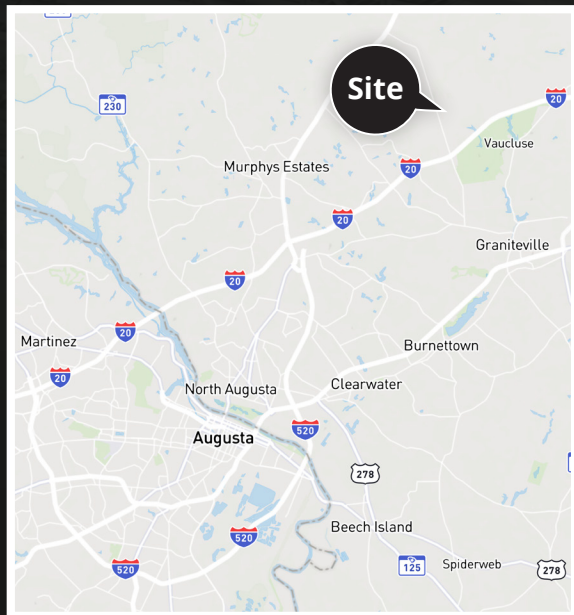 Site
230
20
Vaucluse
Murphys Estates
20
20
Graniteville
20
Martinez
20
Burnettown
20
North Augusta
Clearwater
Augusta
520
278
Beech Island
520
125
Spiderweb
278
520